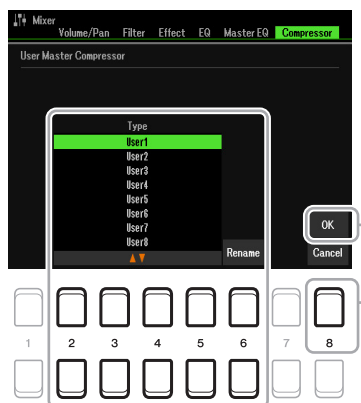 Mixer
Volume/Pan Filter Effect EQ Master EQ Compressor
User Master Compressor
Type
User1
User2
User3
User4
User5
User6
User7
User8
OK
Rename
Cancel
1 2 3 4 5 6 7 8